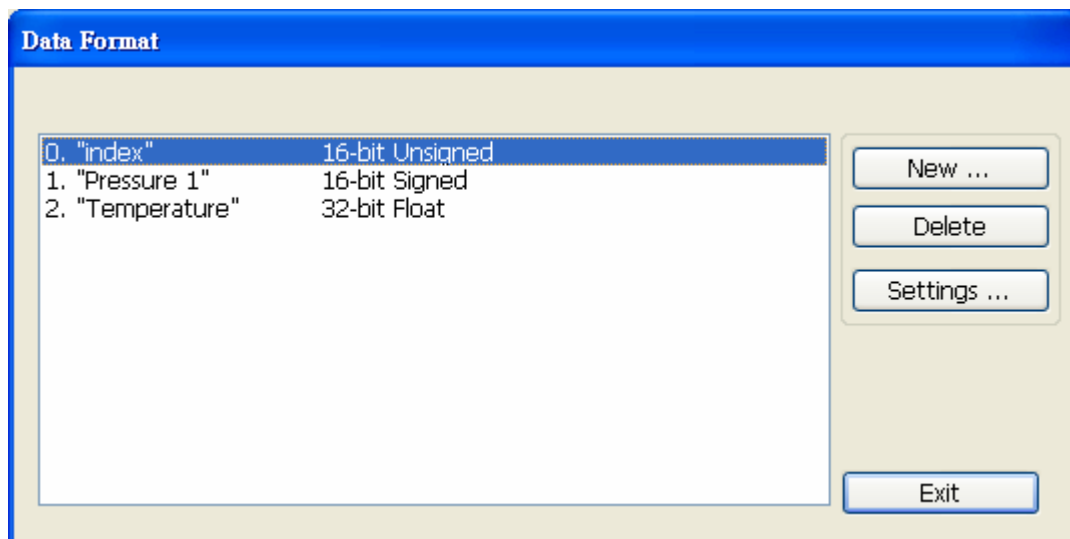 Data Format
0. "index" 16-bit Unsigned
1. "Pressure 1" 16-bit Signed
2. "Temperature" 32-bit Float
New ...
Delete
Settings ...
Exit